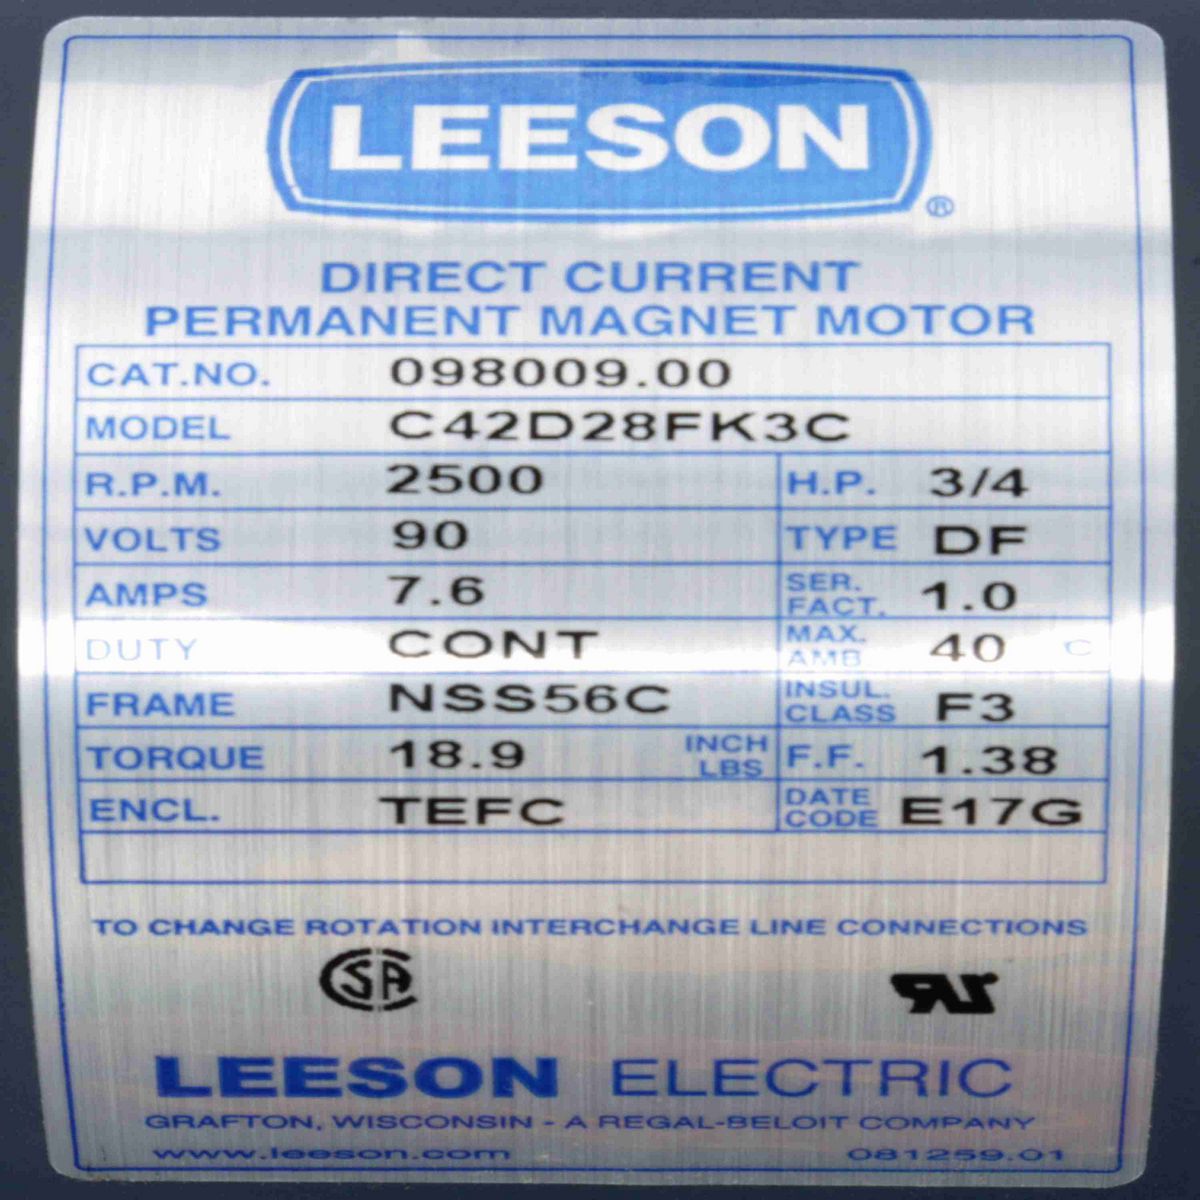 LEESON
®
DIRECT CURRENT
PERMANENT MAGNET MOTOR
CAT.NO. 098009.00
MODEL C42D28FK3C
R.P.M. 2500 H.P. 3/4
VOLTS 90 TYPE DF
AMPS 7.6 SER. FACT. 1.0
DUTY CONT MAX. AMB 40 C
FRAME NSS56C INSUL. CLASS F3
TORQUE 18.9 INCH LBS F.F. 1.38
ENCL. TEFC DATE CODE E17G
TO CHANGE ROTATION INTERCHANGE LINE CONNECTIONS
LEESON ELECTRIC
GRAFTON, WISCONSIN - A REGAL-BELOIT COMPANY
www.leeson.com 081259.01